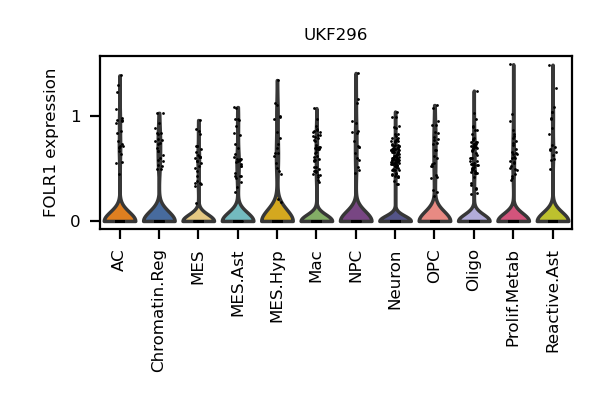 UKF296
FOLR1 expression
1
0
AC
Chromatin.Reg
MES
MES.Ast
MES.Hyp
Mac
NPC
Neuron
OPC
Oligo
Prolif.Metab
Reactive.Ast